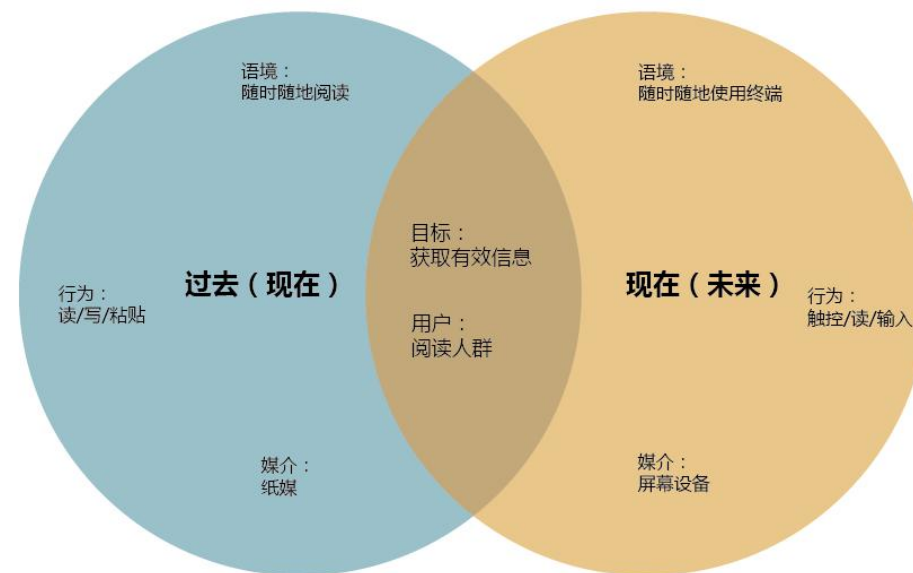 语境：
随时随地阅读
语境：
随时随地使用终端
目标：
获取有效信息
过去（现在）
现在（未来）
行为：
读/写/粘贴
行为：
触控/读/输入
用户：
阅读人群
媒介：
纸媒
媒介：
屏幕设备